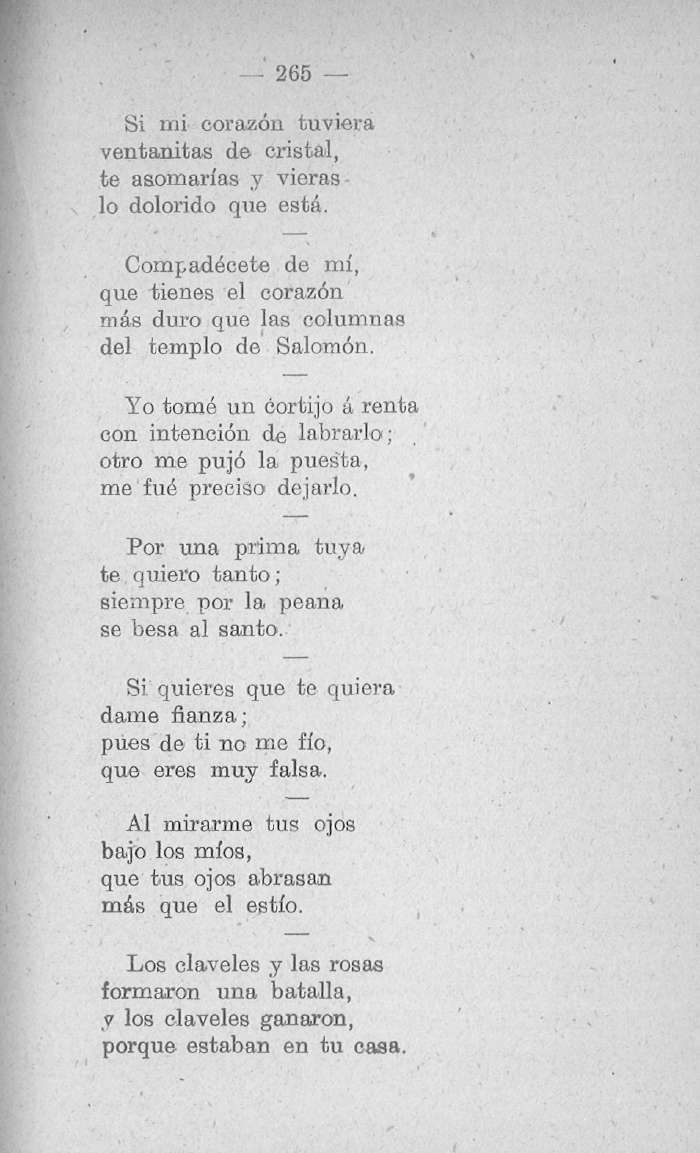 — 265 —
Si mi corazón tuviera
ventanitas de cristal,
te asomarías y vieras
lo dolorido que está.
—
Compadécete de mí,
que tienes el corazón
más duro que las columnas
del templo de Salomón.
—
Yo tomé un cortijo á renta
con intención de labrarlo;
otro me pujó la puesta,
me fué preciso dejarlo.
—
Por una prima tuya
te quiero tanto;
siempre por la peana
se besa al santo.
—
Si quieres que te quiera
dame fianza;
pues de ti no me fío,
que eres muy falsa.
—
Al mirarme tus ojos
bajo los míos,
que tus ojos abrasan
más que el estío.
—
Los claveles y las rosas
formaron una batalla,
y los claveles ganaron,
porque estaban en tu casa.